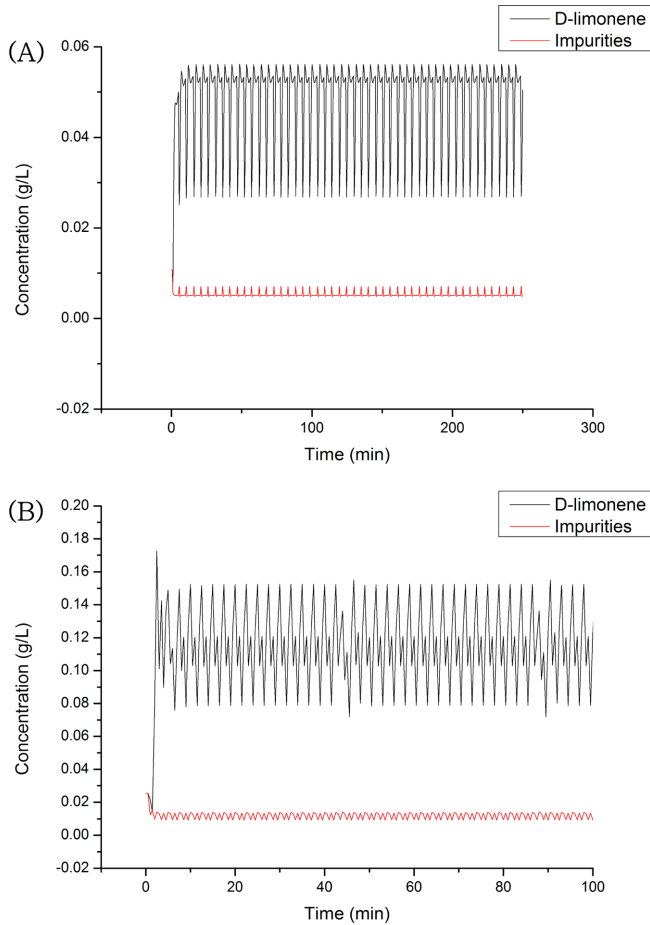 D-limonene
Impurities
(A)
0.06
0.04
0.02
0.00
-0.02
Concentration (g/L)
0
100
200
300
Time (min)
D-limonene
Impurities
(B)
0.20
0.18
0.16
0.14
0.12
0.10
0.08
0.06
0.04
0.02
0.00
-0.02
Concentration (g/L)
0
20
40
60
80
100
Time (min)